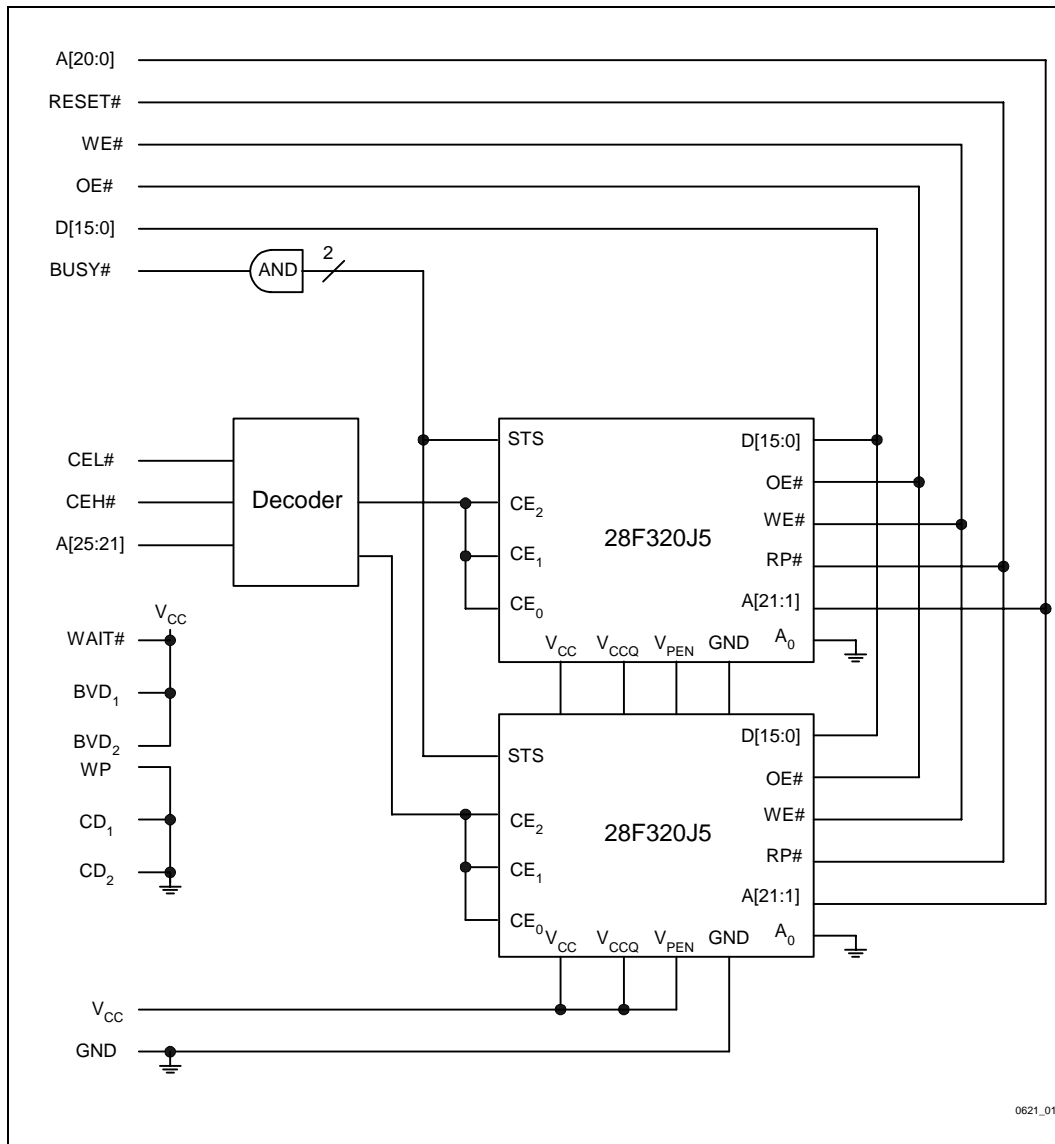 A[20:0]
RESET#
WE#
OE#
D[15:0]
BUSY#
AND
2
CEL#
CEH#
A[25:21]
Decoder
STS
CE2
CE1
CE0
28F320J5
D[15:0]
OE#
WE#
RP#
A[21:1]
A0
VCC
VCCQ
VPEN
GND
VCC
WAIT#
BVD1
BVD2
WP
CD1
CD2
STS
CE2
CE1
CE0
28F320J5
D[15:0]
OE#
WE#
RP#
A[21:1]
A0
VCC
VCCQ
VPEN
GND
VCC
GND
0621_01